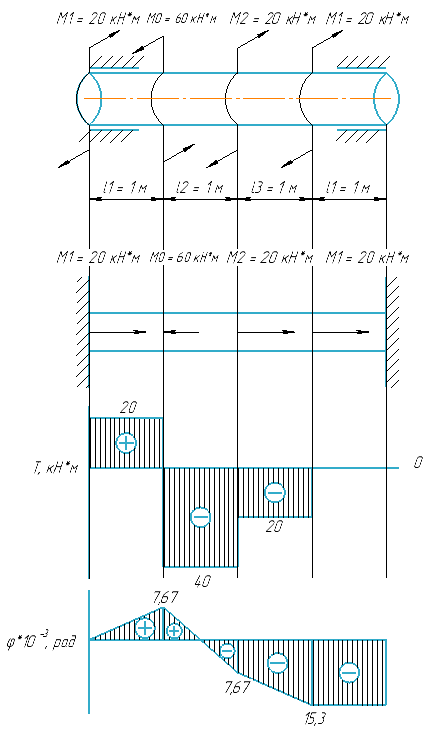 M1 = 20 кН*м M0 = 60 кН*м M2 = 20 кН*м M1 = 20 кН*м
l1 = 1 м l2 = 1 м l3 = 1 м l1 = 1 м
M1 = 20 кН*м M0 = 60 кН*м M2 = 20 кН*м M1 = 20 кН*м
20
T, кН*м 0
20
40
7,67
φ*10⁻³, рад
7,67
15,3